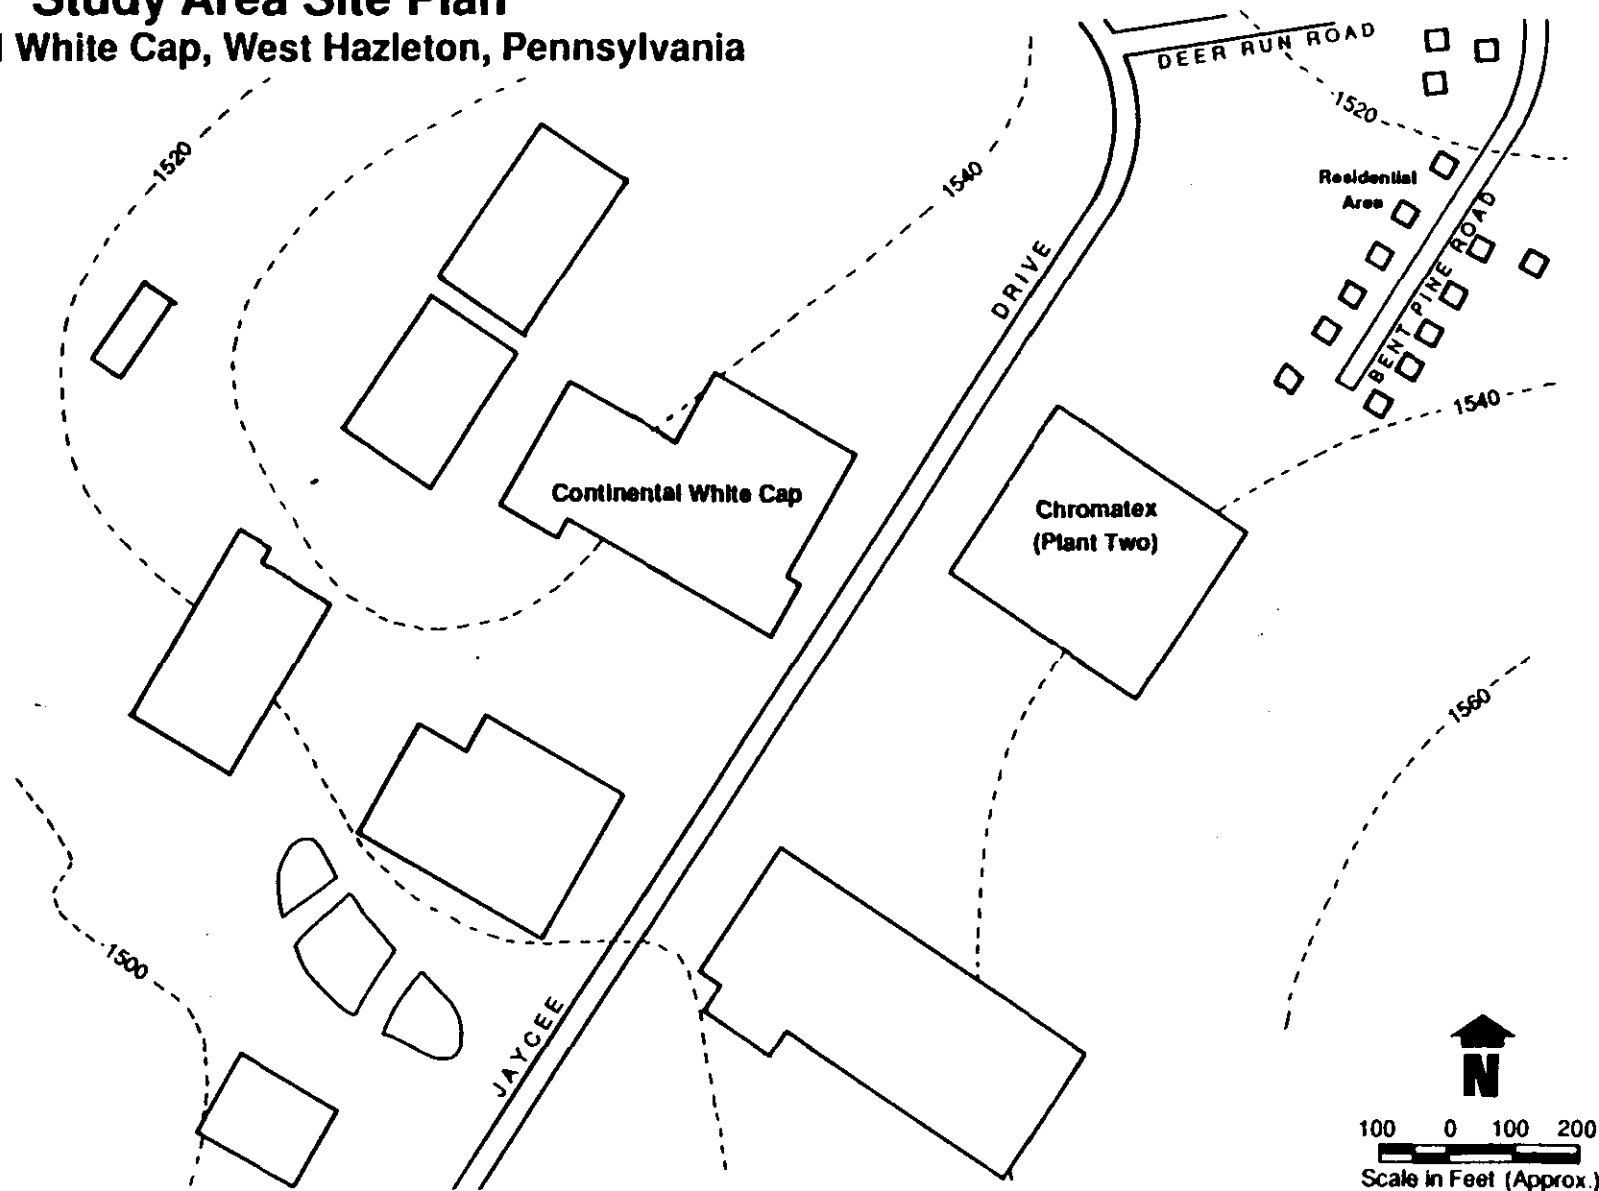 Study Area Site Plan
White Cap, West Hazleton, Pennsylvania
DEER RUN ROAD
1520
1520
1540
Residential
Area
BENT PINE ROAD
DRIVE
1540
Continental White Cap
Chromatex
(Plant Two)
1560
1500
JAYCEE
N
100 0 100 200
Scale in Feet (Approx.)